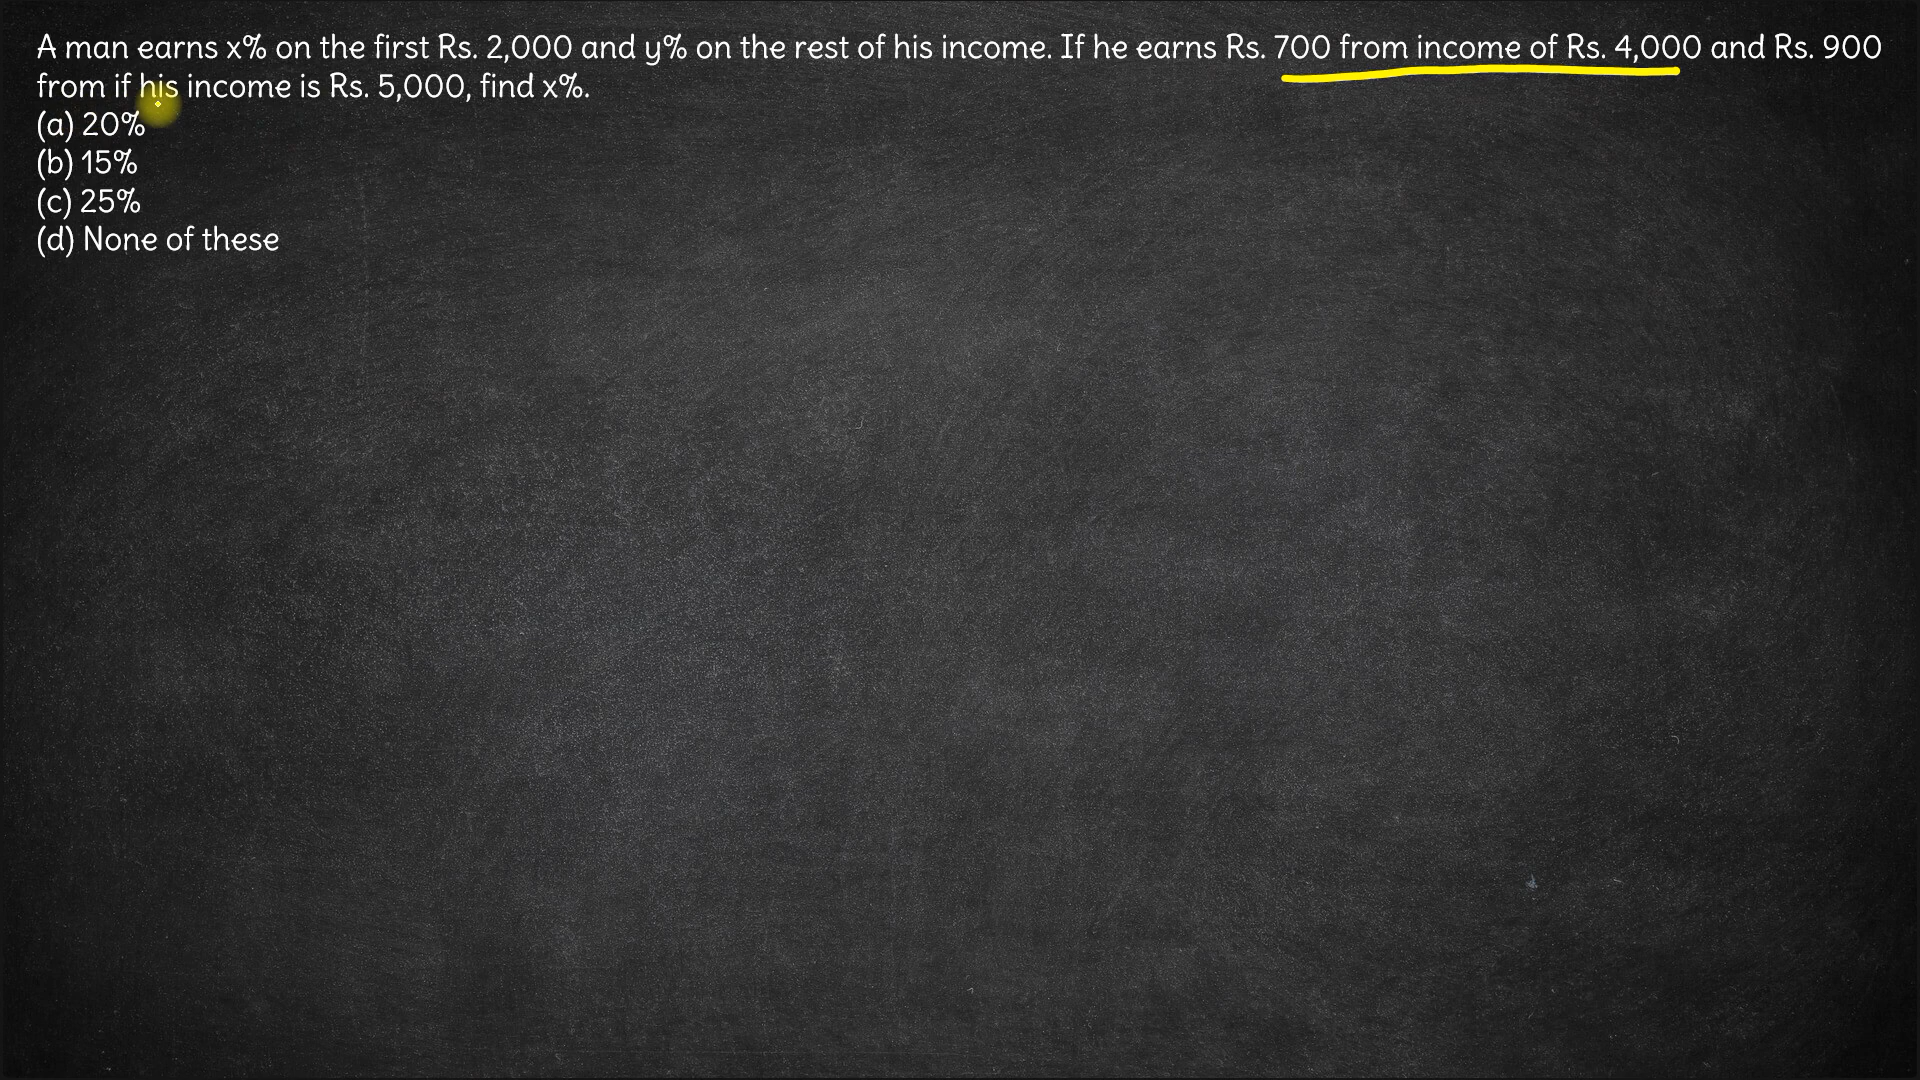 A man earns x% on the first Rs. 2,000 and y% on the rest of his income. If he earns Rs. 700 from income of Rs. 4,000 and Rs. 900
from if his income is Rs. 5,000, find x%.
(a) 20%
(b) 15%
(c) 25%
(d) None of these